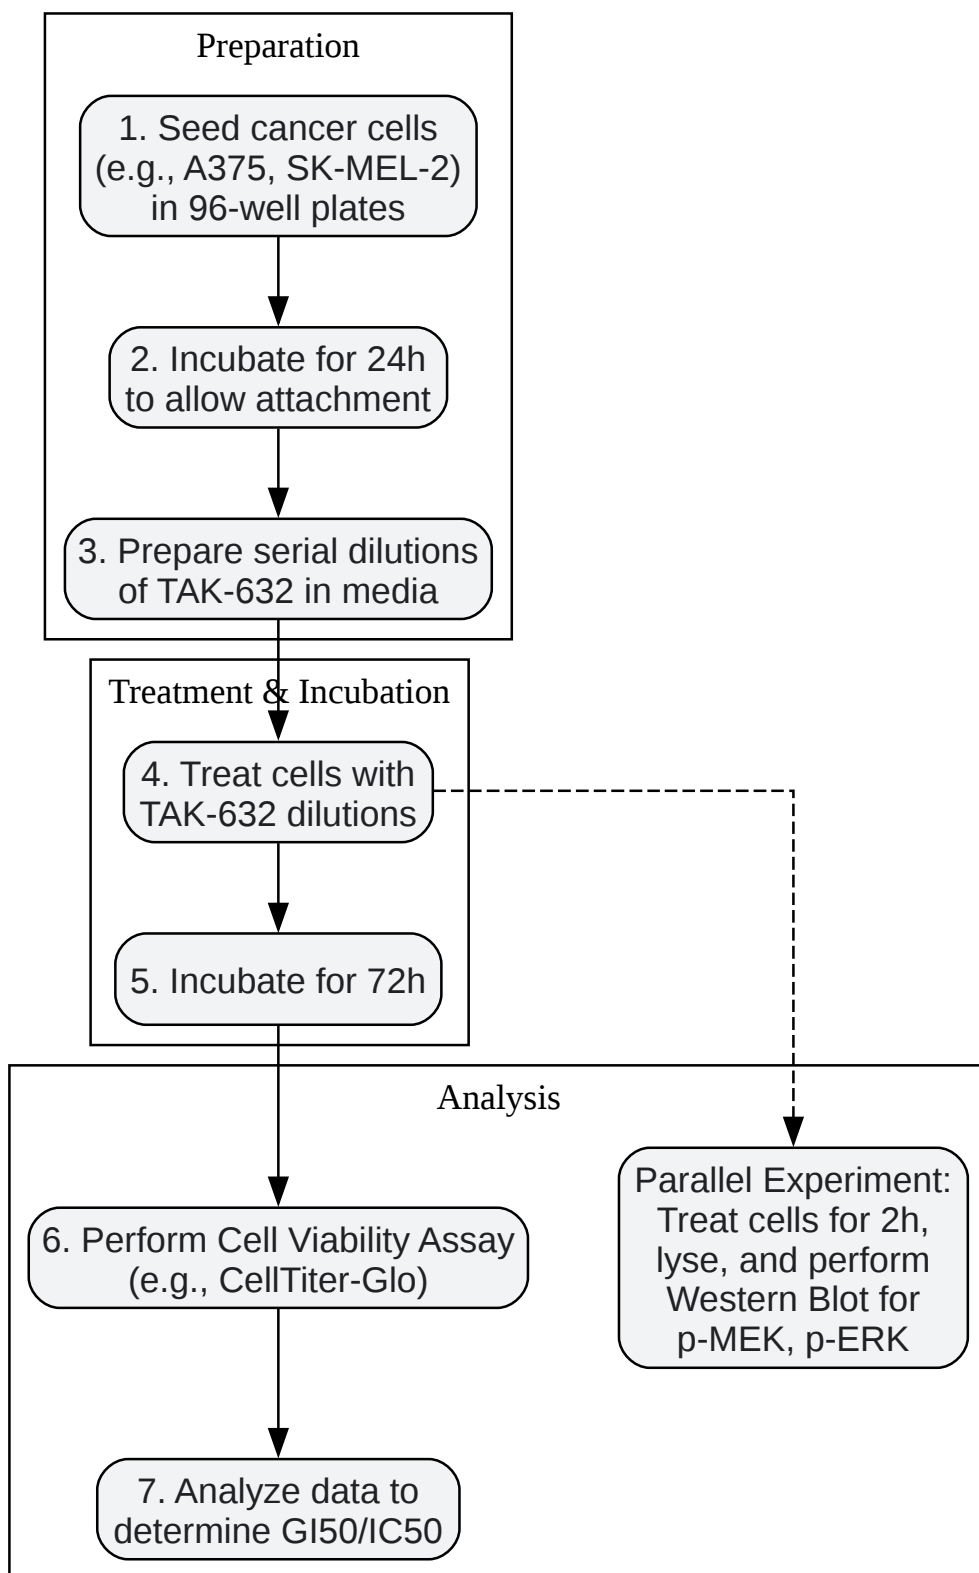 Preparation
1. Seed cancer cells
(e.g., A375, SK-MEL-2)
in 96-well plates
2. Incubate for 24h
to allow attachment
3. Prepare serial dilutions
of TAK-632 in media
Treatment & Incubation
4. Treat cells with
TAK-632 dilutions
5. Incubate for 72h
Analysis
6. Perform Cell Viability Assay
(e.g., CellTiter-Glo)
Parallel Experiment:
Treat cells for 2h,
lyse, and perform
Western Blot for
p-MEK, p-ERK
7. Analyze data to
determine GI50/IC50